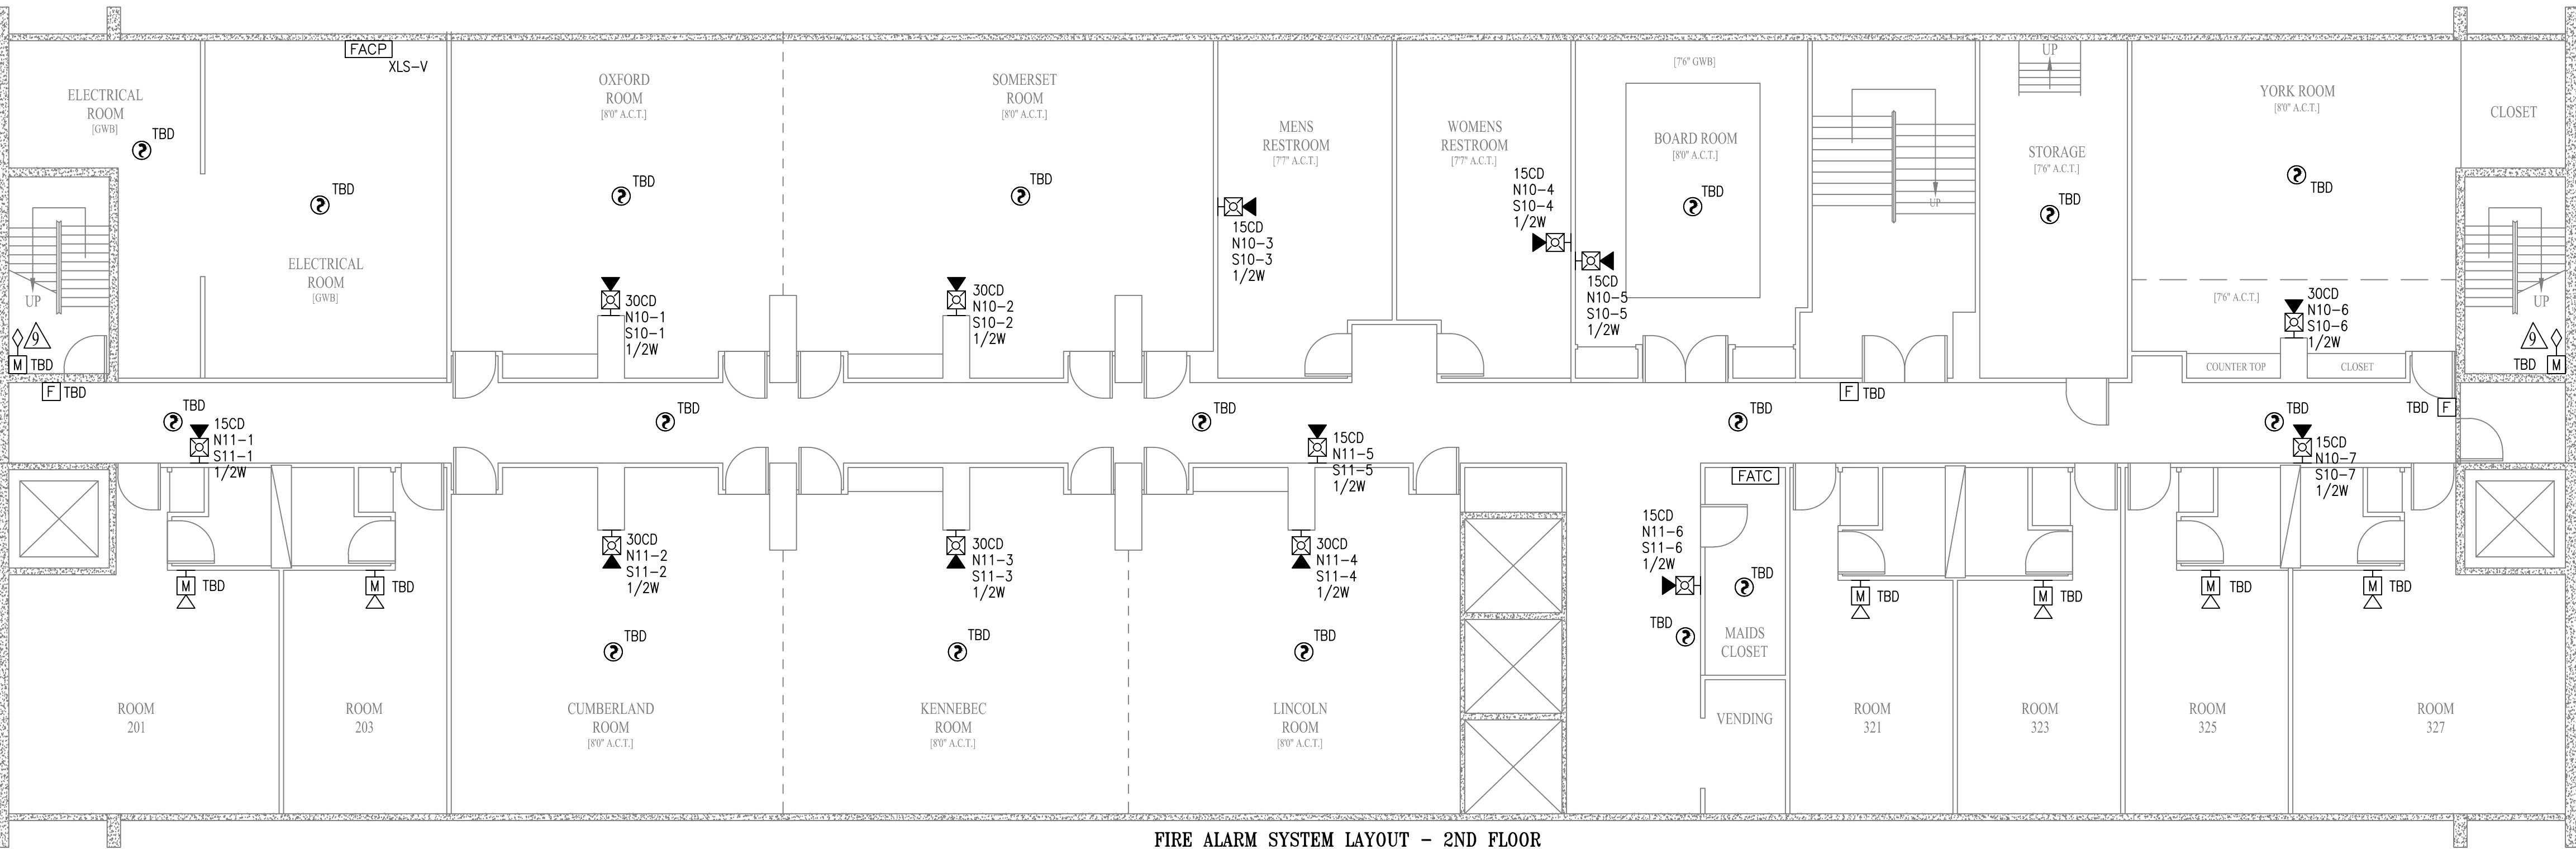 FACP
XLS-V
ELECTRICAL
ROOM
[GWB]
TBD
TBD
ELECTRICAL
ROOM
[GWB]
UP
9
M TBD
F TBD
OXFORD
ROOM
[8'0" A.C.T.]
TBD
30CD
N10-1
S10-1
1/2W
SOMERSET
ROOM
[8'0" A.C.T.]
TBD
30CD
N10-2
S10-2
1/2W
MENS
RESTROOM
[7'7" A.C.T.]
15CD
N10-3
S10-3
1/2W
WOMENS
RESTROOM
[7'7" A.C.T.]
15CD
N10-4
S10-4
1/2W
[7'6" GWB]
BOARD ROOM
[8'0" A.C.T.]
TBD
15CD
N10-5
S10-5
1/2W
UP
UP
STORAGE
[7'6" A.C.T.]
TBD
YORK ROOM
[8'0" A.C.T.]
TBD
[7'6" A.C.T.]
30CD
N10-6
S10-6
1/2W
COUNTER TOP
CLOSET
CLOSET
UP
9
TBD M
TBD
15CD
N11-1
S11-1
1/2W
TBD
TBD
15CD
N11-5
S11-5
1/2W
TBD
F TBD
TBD
TBD F
15CD
N10-7
S10-7
1/2W
M TBD
ROOM
201
M TBD
ROOM
203
30CD
N11-2
S11-2
1/2W
TBD
CUMBERLAND
ROOM
[8'0" A.C.T.]
30CD
N11-3
S11-3
1/2W
TBD
KENNEBEC
ROOM
[8'0" A.C.T.]
30CD
N11-4
S11-4
1/2W
TBD
LINCOLN
ROOM
[8'0" A.C.T.]
15CD
N11-6
S11-6
1/2W
TBD
FATC
TBD
MAIDS
CLOSET
VENDING
M TBD
ROOM
321
M TBD
ROOM
323
M TBD
ROOM
325
M TBD
ROOM
327
FIRE ALARM SYSTEM LAYOUT - 2ND FLOOR